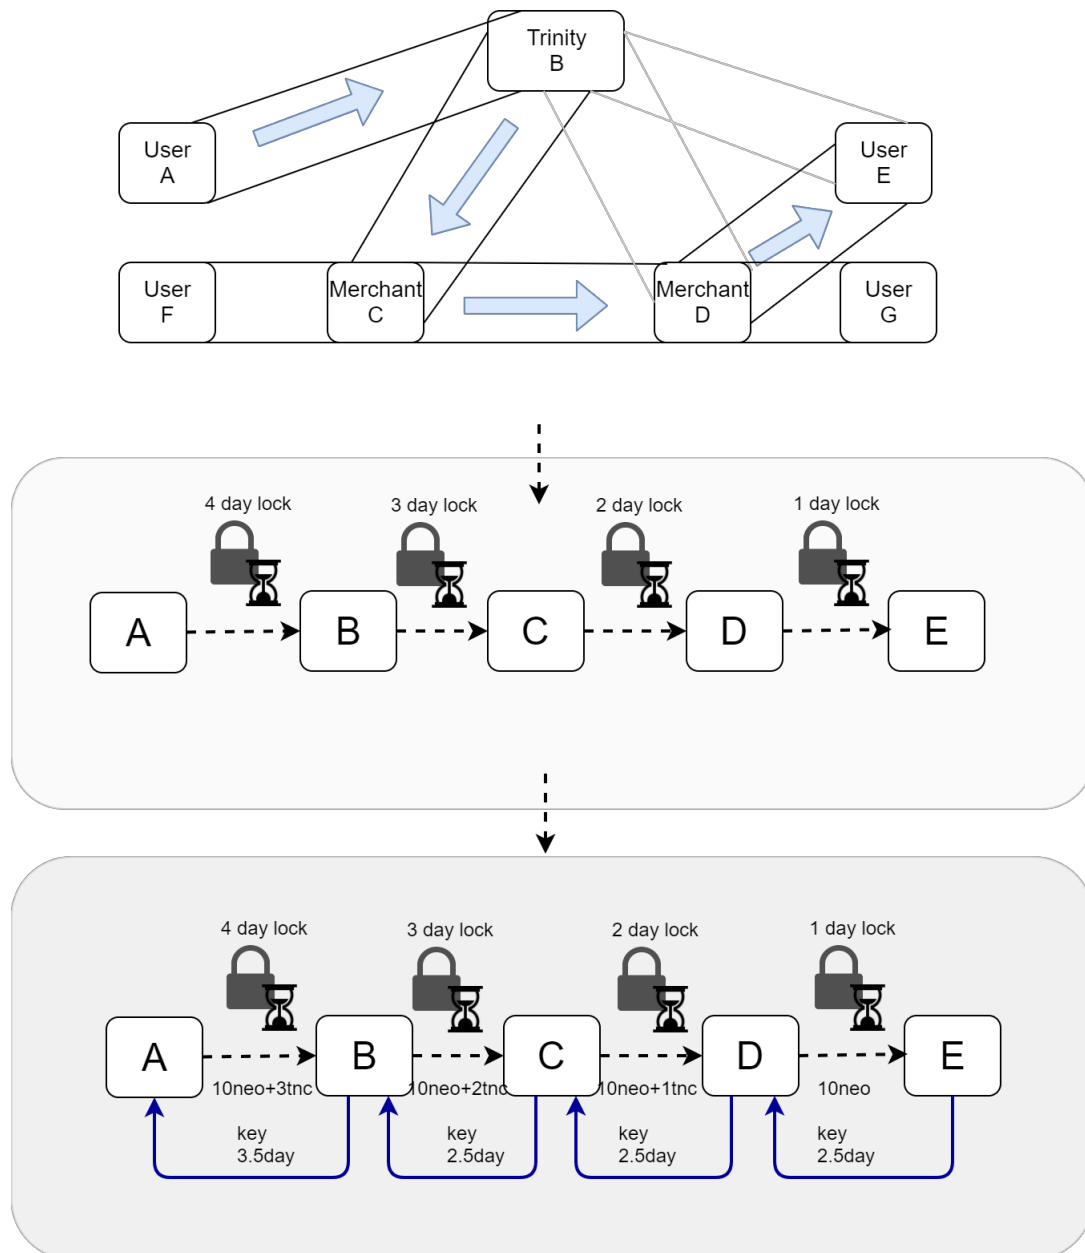 Trinity
B
User
A
User
E
User
F
Merchant
C
Merchant
D
User
G
4 day lock
3 day lock
2 day lock
1 day lock
A
B
C
D
E
4 day lock
3 day lock
2 day lock
1 day lock
A
B
C
D
E
10neo+3tnc
10neo+2tnc
10neo+1tnc
10neo
key
3.5day
key
2.5day
key
2.5day
key
2.5day